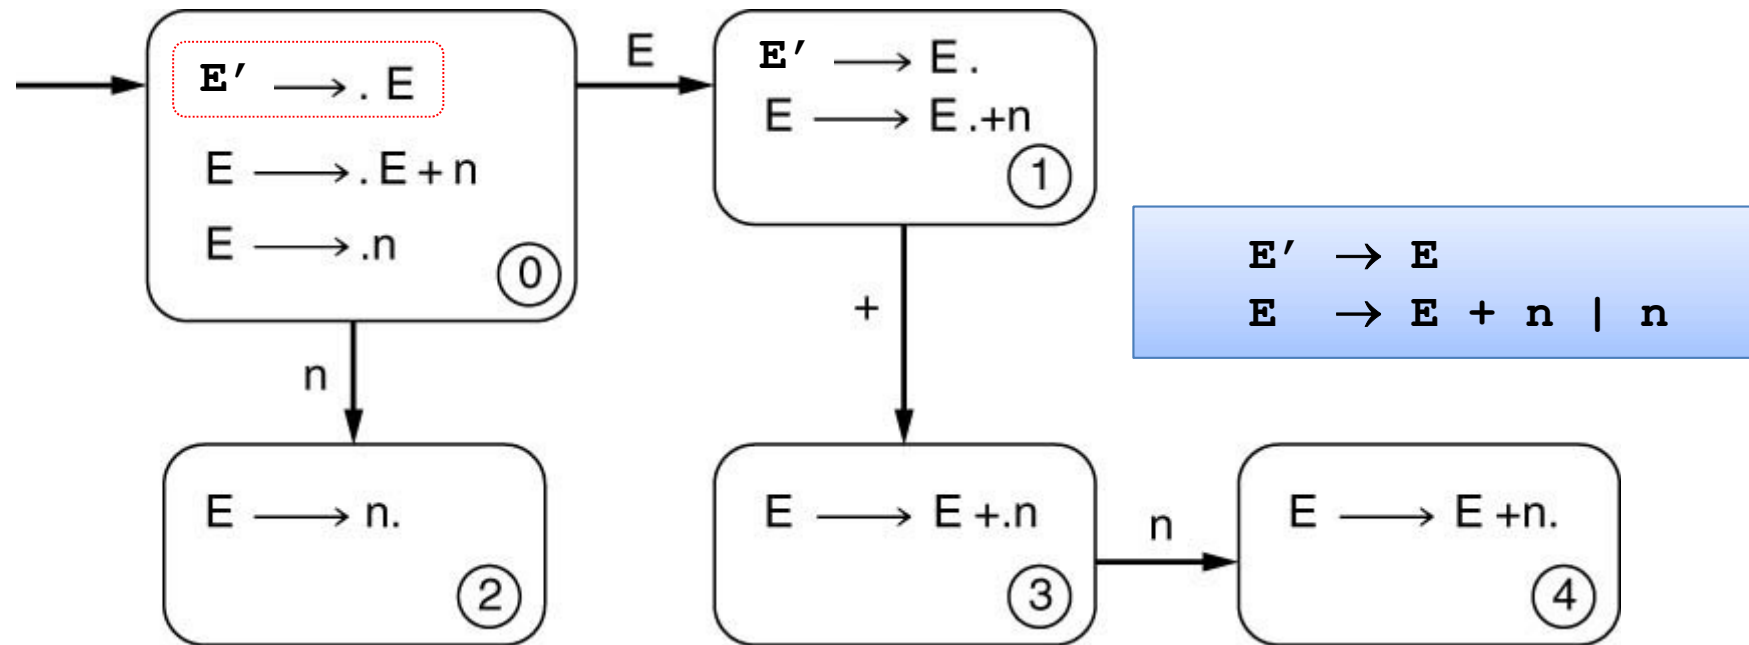 E′ ⟶ . E
E ⟶ . E + n
E ⟶ .n
0
E
E′ ⟶ E .
E ⟶ E .+n
1
E′ → E
E → E + n | n
+
n
E ⟶ n.
2
E ⟶ E +.n
3
n
E ⟶ E +n.
4